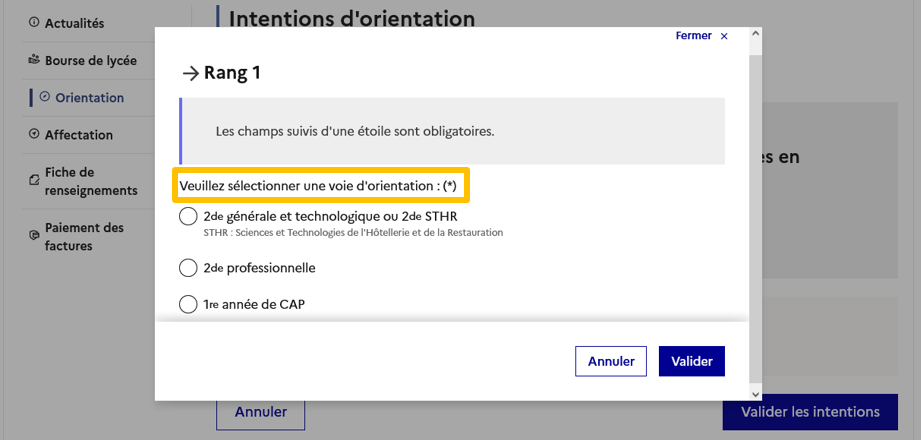 Actualités
Bourse de lycée
Orientation
Affectation
Fiche de
renseignements
Paiement des
factures
Intentions d'orientation
Fermer ×
Rang 1
Les champs suivis d'une étoile sont obligatoires.
Veuillez sélectionner une voie d'orientation : (*)
2de générale et technologique ou 2de STHR
STHR : Sciences et Technologies de l'Hôtellerie et de la Restauration
2de professionnelle
1re année de CAP
Annuler
Valider
en
Annuler
Valider les intentions